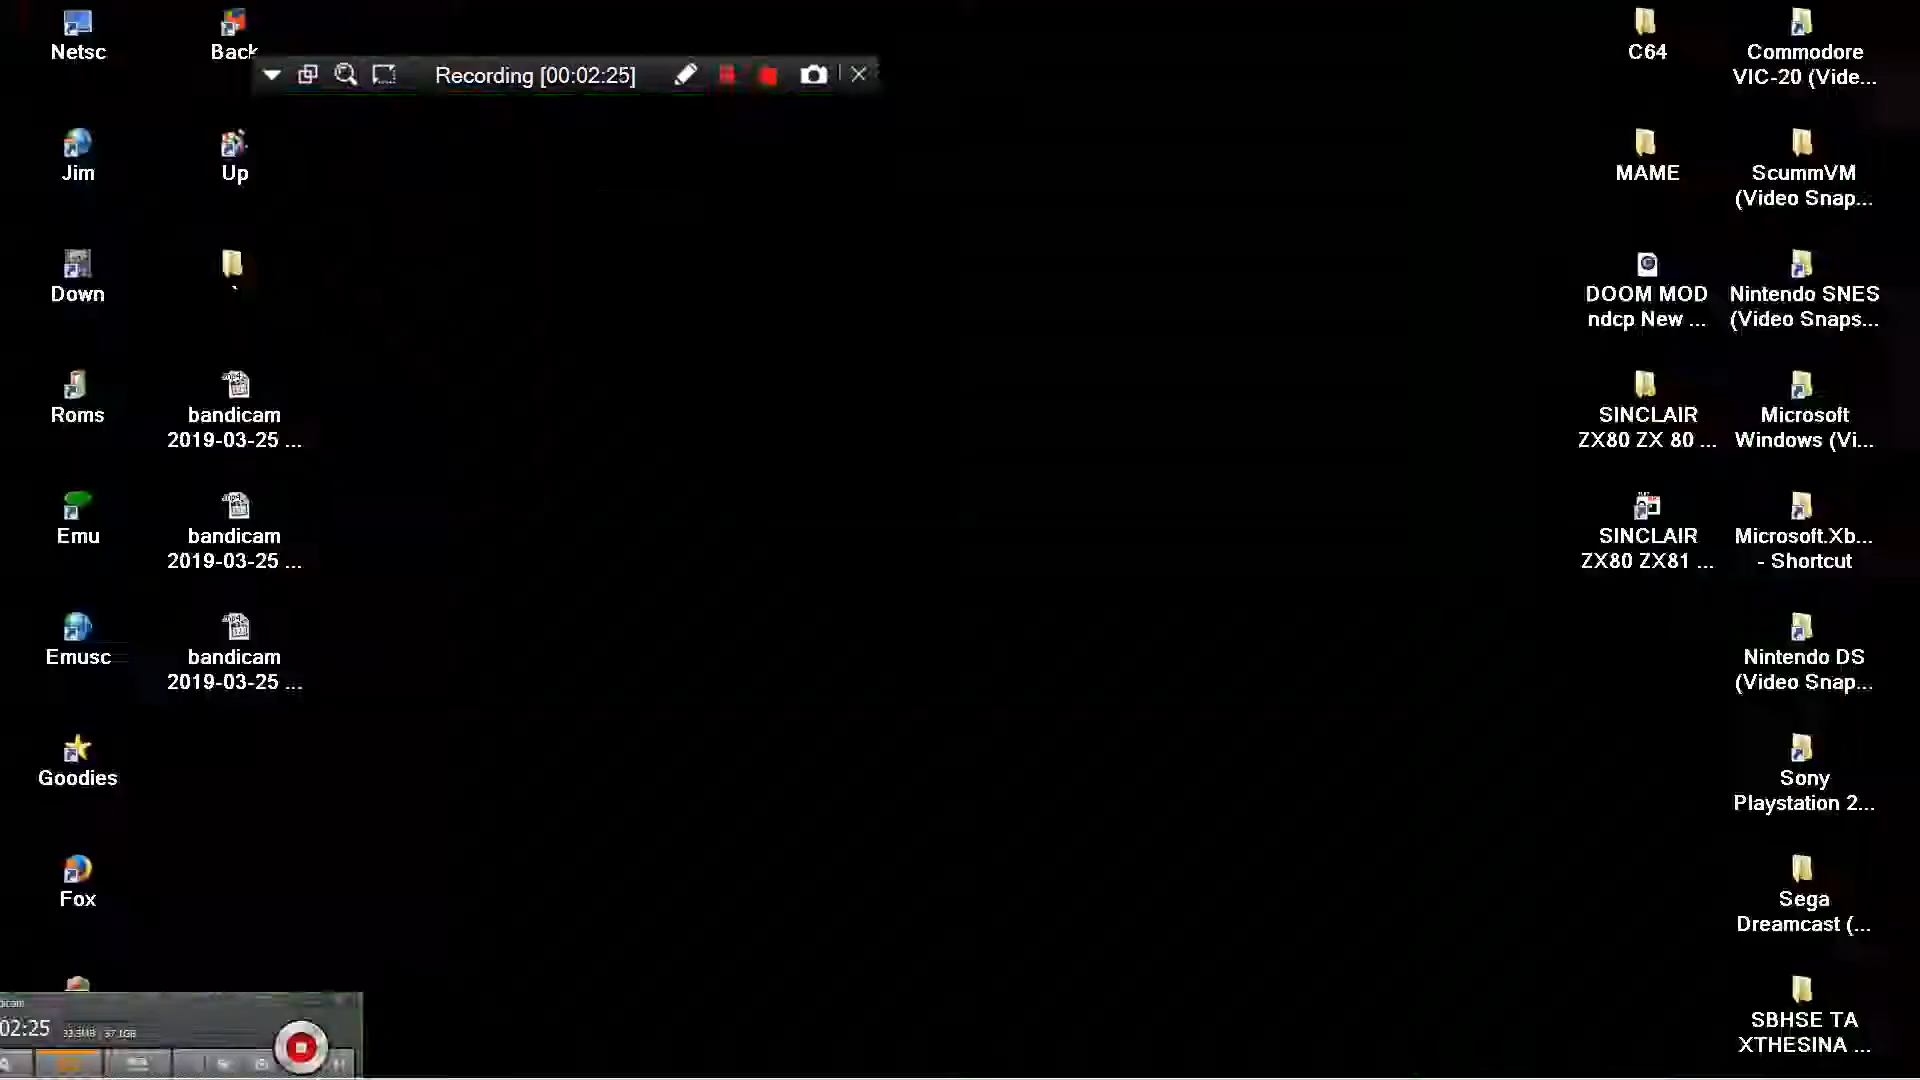 Netsc
Back
Recording [00:02:25]
C64
Commodore
VIC-20 (Vide...
Jim
Up
MAME
ScummVM
(Video Snap...
Down
`
DOOM MOD
ndcp New ...
Nintendo SNES
(Video Snaps...
Roms
bandicam
2019-03-25 ...
SINCLAIR
ZX80 ZX 80 ...
Microsoft
Windows (Vi...
Emu
bandicam
2019-03-25 ...
SINCLAIR
ZX80 ZX81 ...
Microsoft.Xb...
- Shortcut
Emusc
bandicam
2019-03-25 ...
Nintendo DS
(Video Snap...
Goodies
Sony
Playstation 2...
Fox
Sega
Dreamcast (...
02:25
SBHSE TA
XTHESINA ...